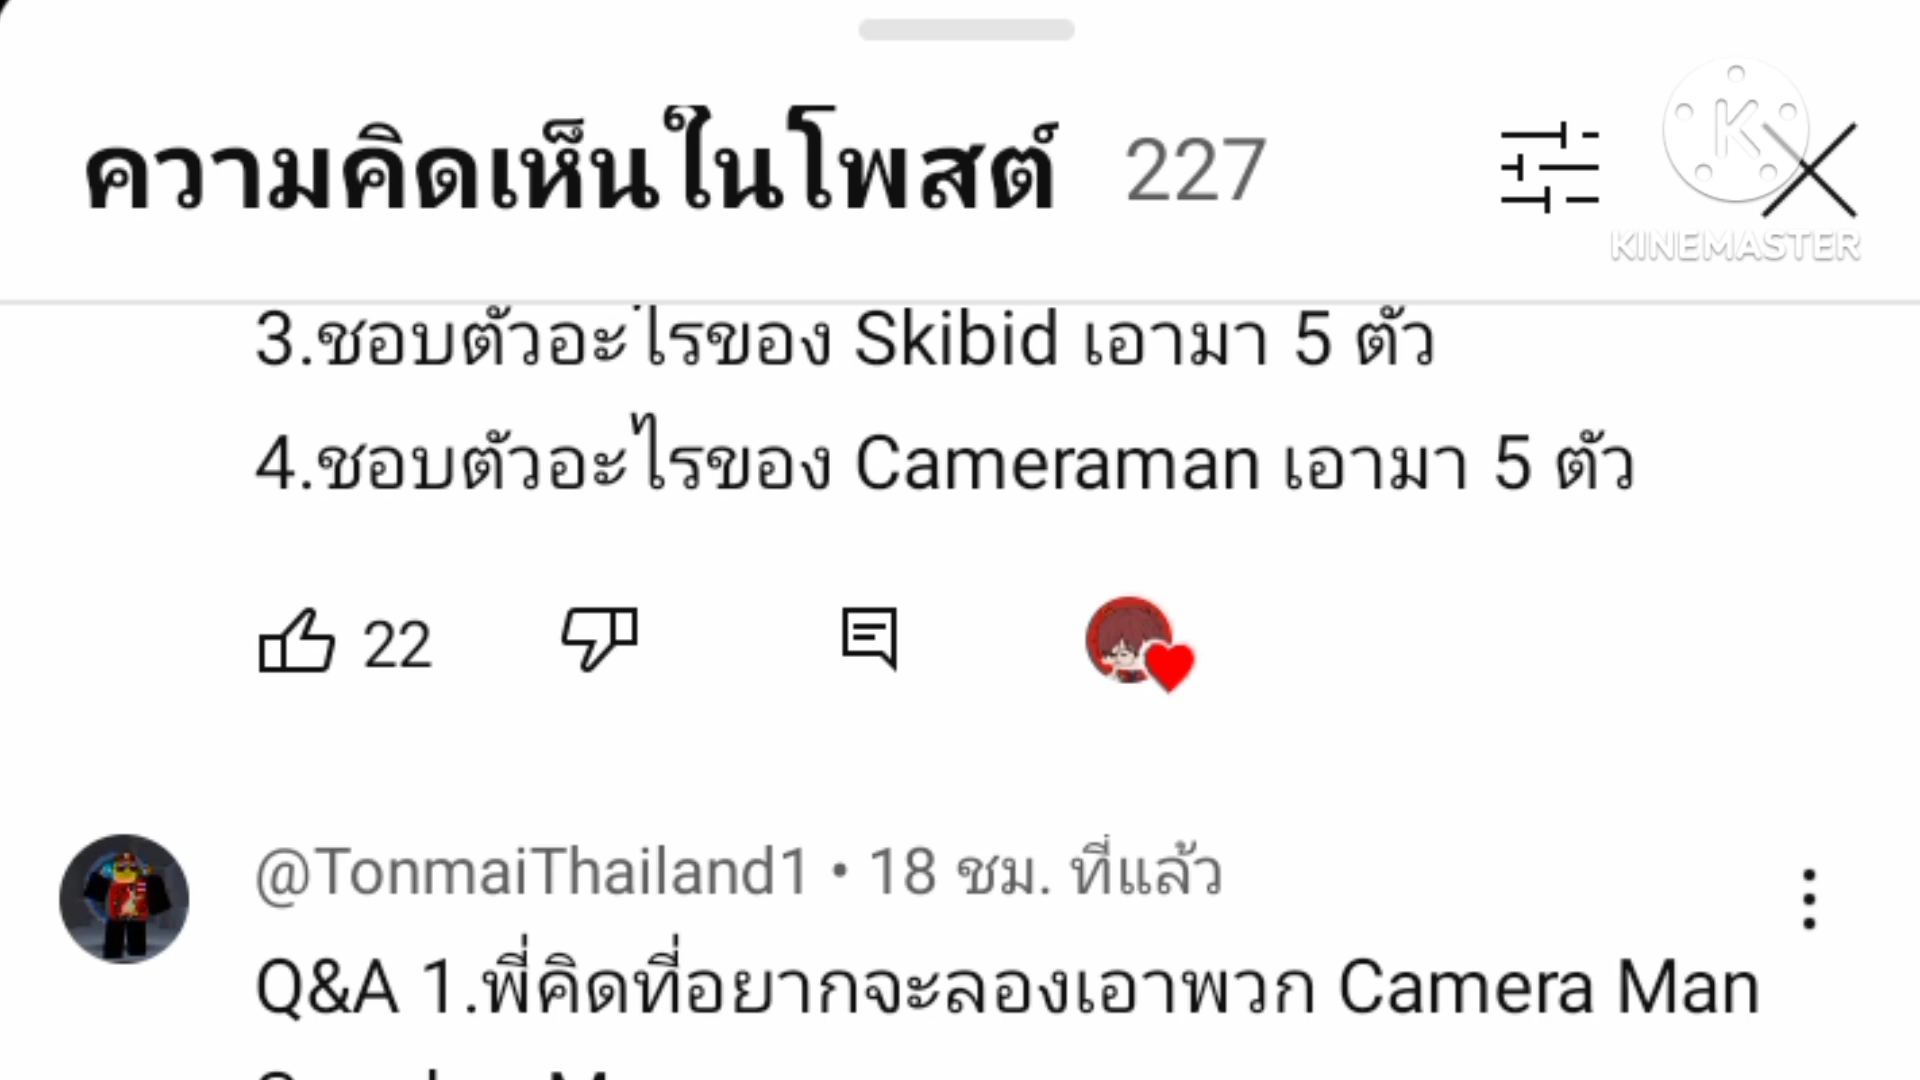 ความคิดเห็นในโพสต์ 227
KINEMASTER
3.ชอบตัวอะไรของ Skibid เอามา 5 ตัว
4.ชอบตัวอะไรของ Cameraman เอามา 5 ตัว
22
@TonmaiThailand1 • 18 ชม. ที่แล้ว
Q&A 1.พี่คิดที่อยากจะลองเอาพวก Camera Man